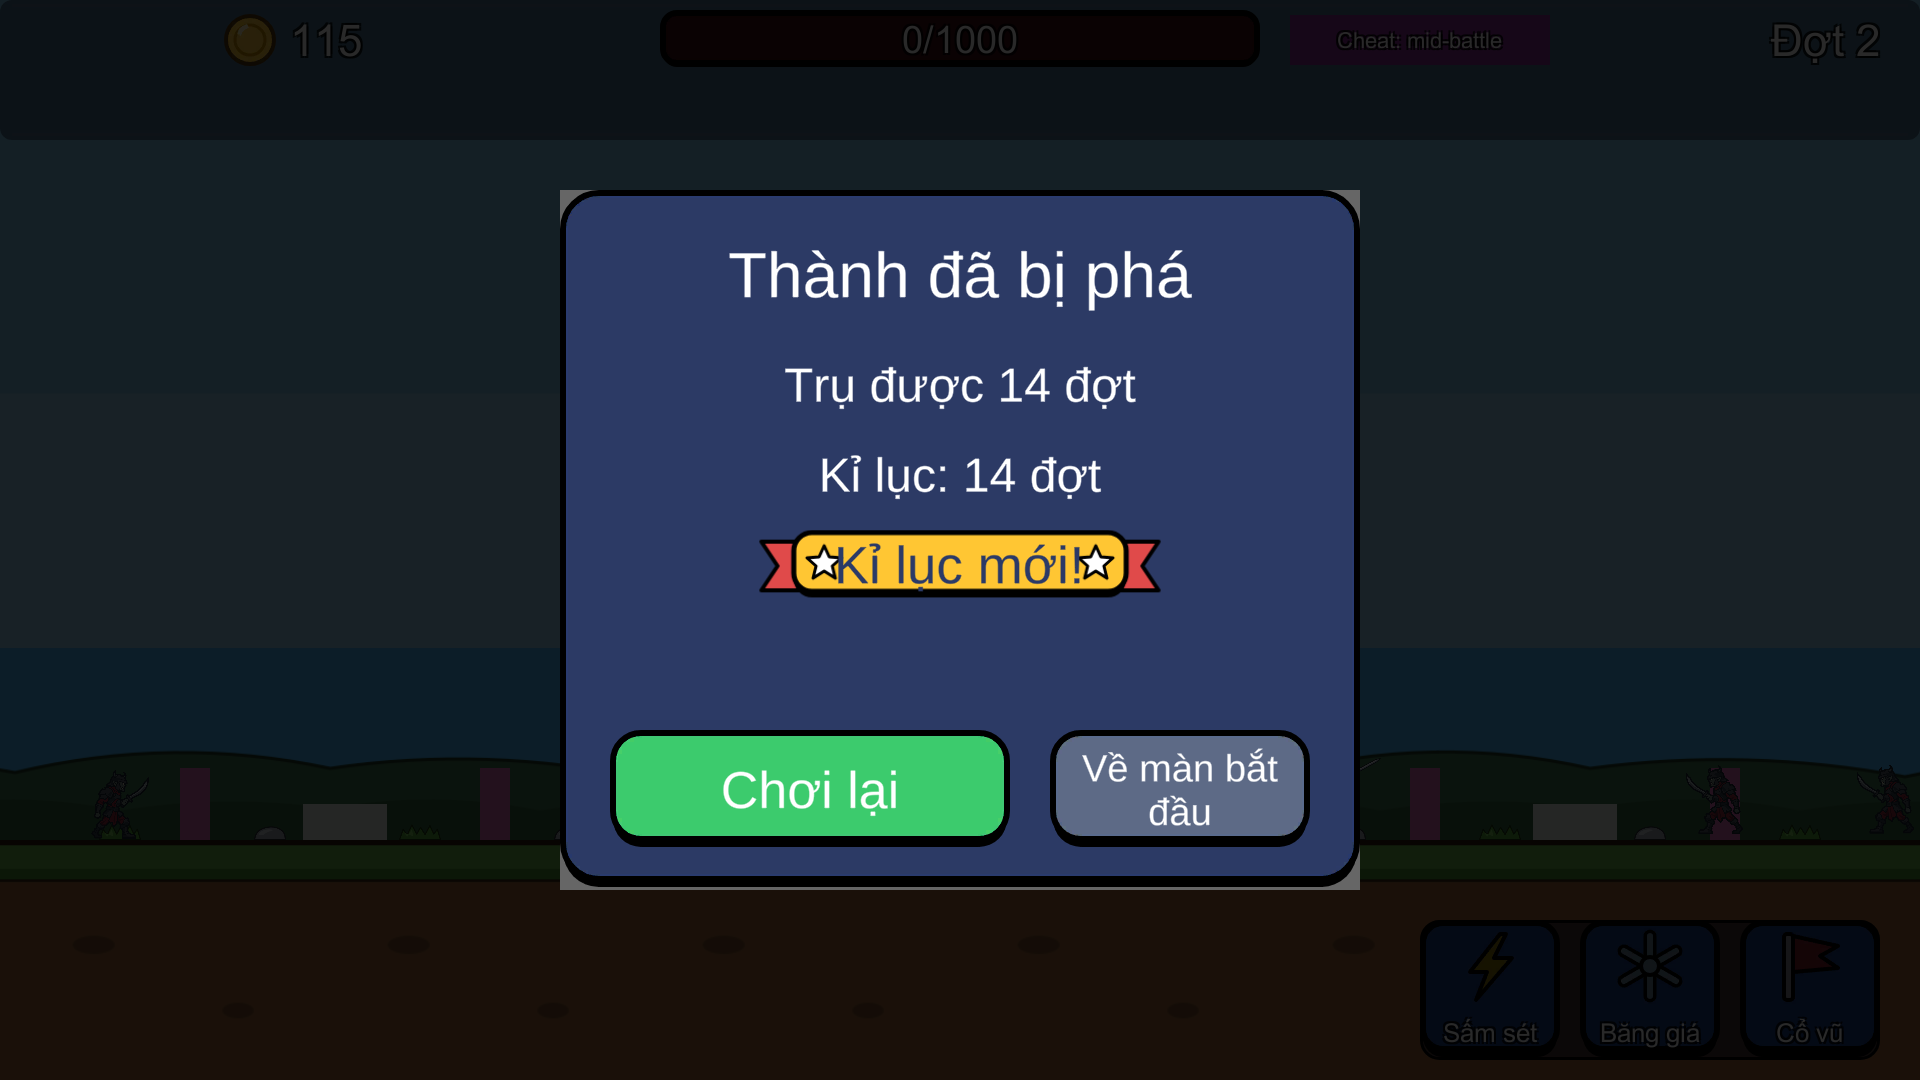 115
0/1000
Cheat: mid-battle
Đợt 2
Thành đã bị phá
Trụ được 14 đợt
Kỉ lục: 14 đợt
Kỉ lục mới!
Chơi lại
Về màn bắt
đầu
Sấm sét
Băng giá
Cổ vũ